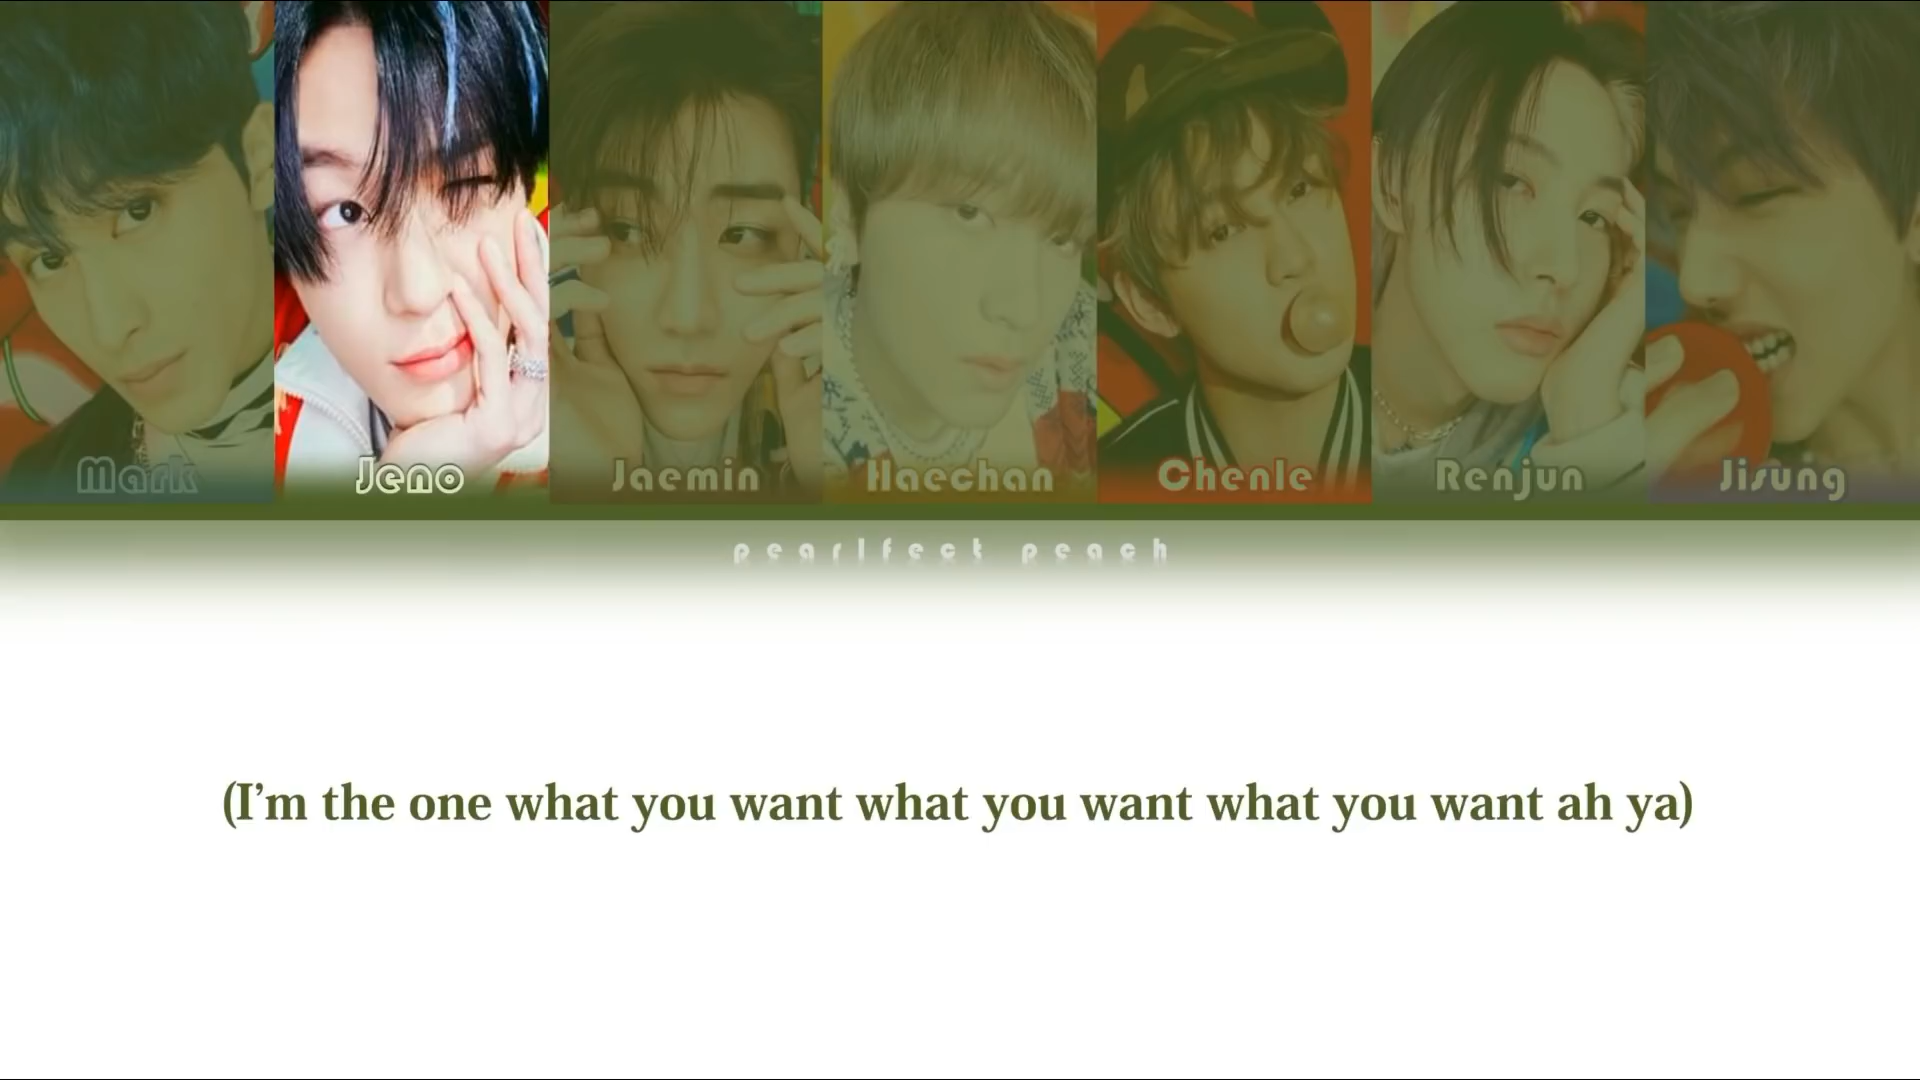 Mark Jeno Jaemin Haechan Chenle Renjun Jisung
pearlfect peach
(I’m the one what you want what you want what you want ah ya)